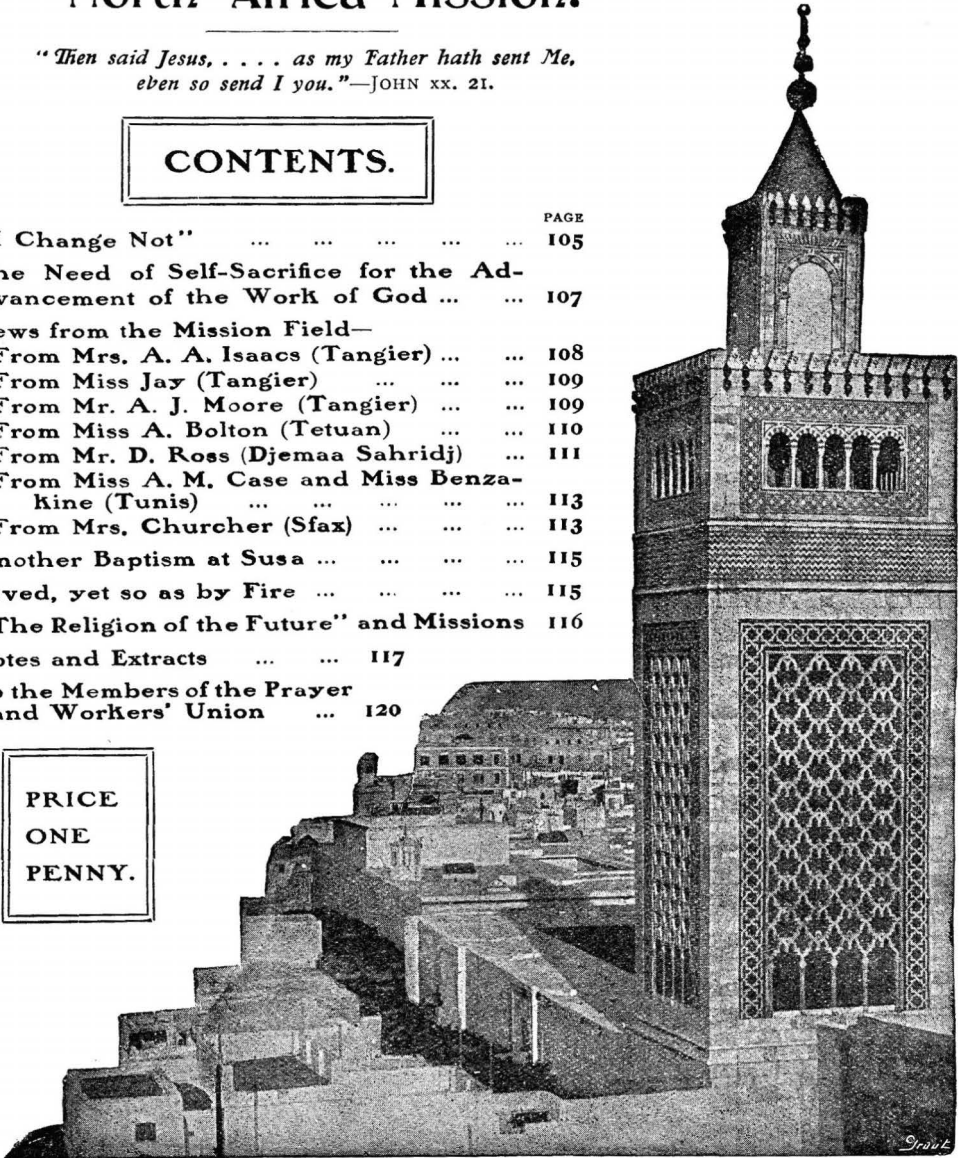 North Africa Mission.
"Then said Jesus, . . . . as my Father hath sent Me,
even so send I you."—JOHN xx. 21.
CONTENTS.
PAGE
Change Not" ... ... ... ... ... 105
he Need of Self-Sacrifice for the Ad-
vancement of the Work of God ... ... 107
ews from the Mission Field—
From Mrs. A. A. Isaacs (Tangier) ... ... 108
From Miss Jay (Tangier) ... ... ... 109
From Mr. A. J. Moore (Tangier) ... ... 109
From Miss A. Bolton (Tetuan) ... ... 110
From Mr. D. Ross (Djemaa Sahridj) ... 111
From Miss A. M. Case and Miss Benza-
kine (Tunis) ... ... ... ... ... 113
From Mrs. Churcher (Sfax) ... ... ... 113
nother Baptism at Susa ... ... ... ... 115
ved, yet so as by Fire ... ... ... ... 115
The Religion of the Future" and Missions 116
otes and Extracts ... ... 117
o the Members of the Prayer
and Workers' Union ... 120
PRICE
ONE
PENNY.
Grout